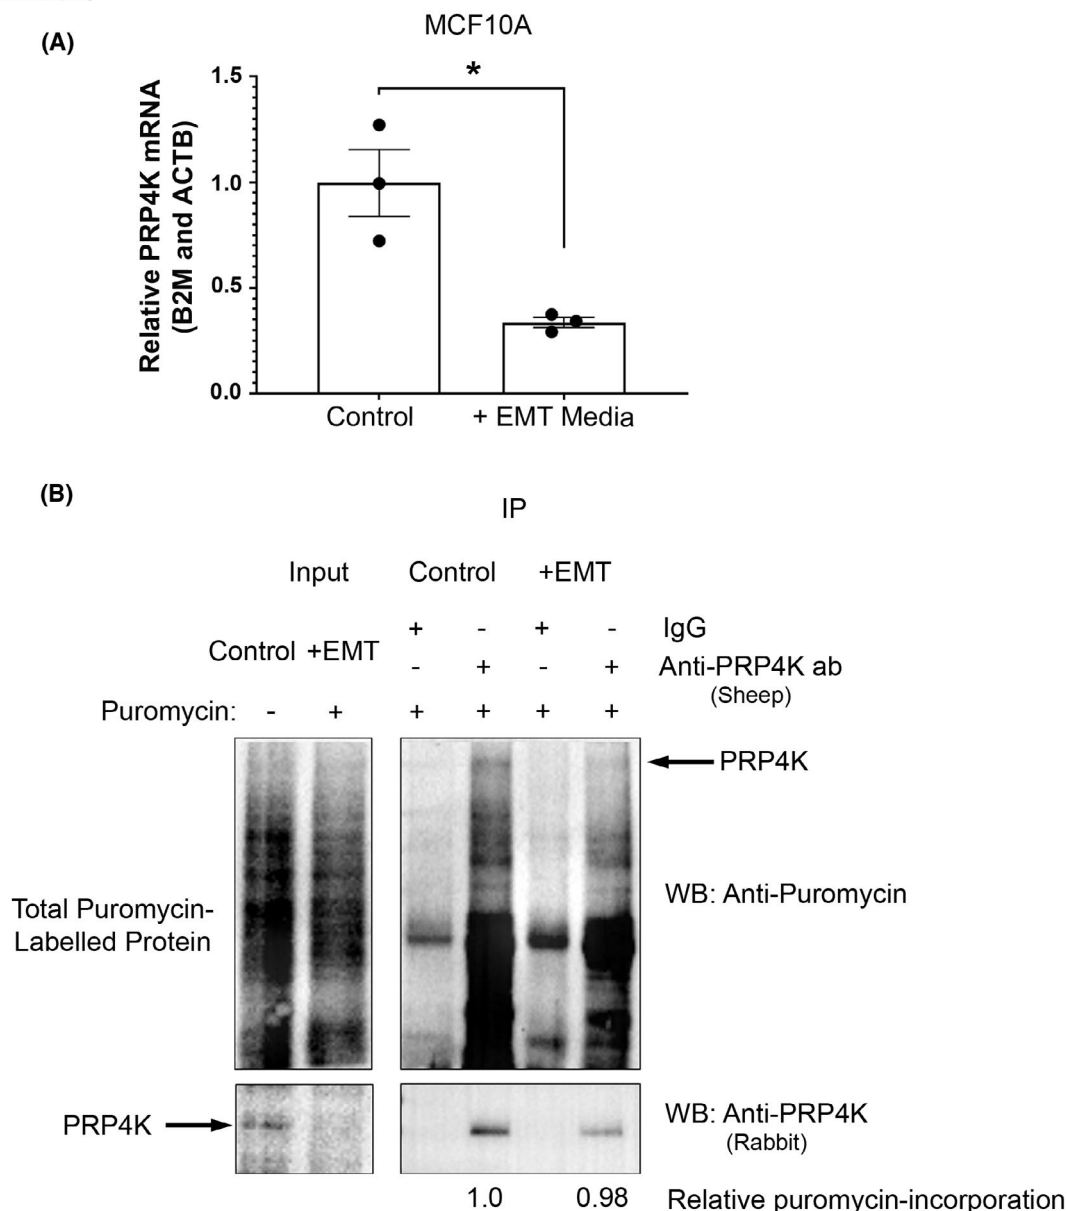 (A)
MCF10A
*
Relative PRP4K mRNA
(B2M and ACTB)
1.5
1.0
0.5
0.0
Control + EMT Media
(B)
IP
Input Control +EMT
+ - + - IgG
Control +EMT
- + - + Anti-PRP4K ab
(Sheep)
Puromycin: - + + + + +
PRP4K
WB: Anti-Puromycin
Total Puromycin-
Labelled Protein
PRP4K
WB: Anti-PRP4K
(Rabbit)
1.0 0.98 Relative puromycin-incorporation